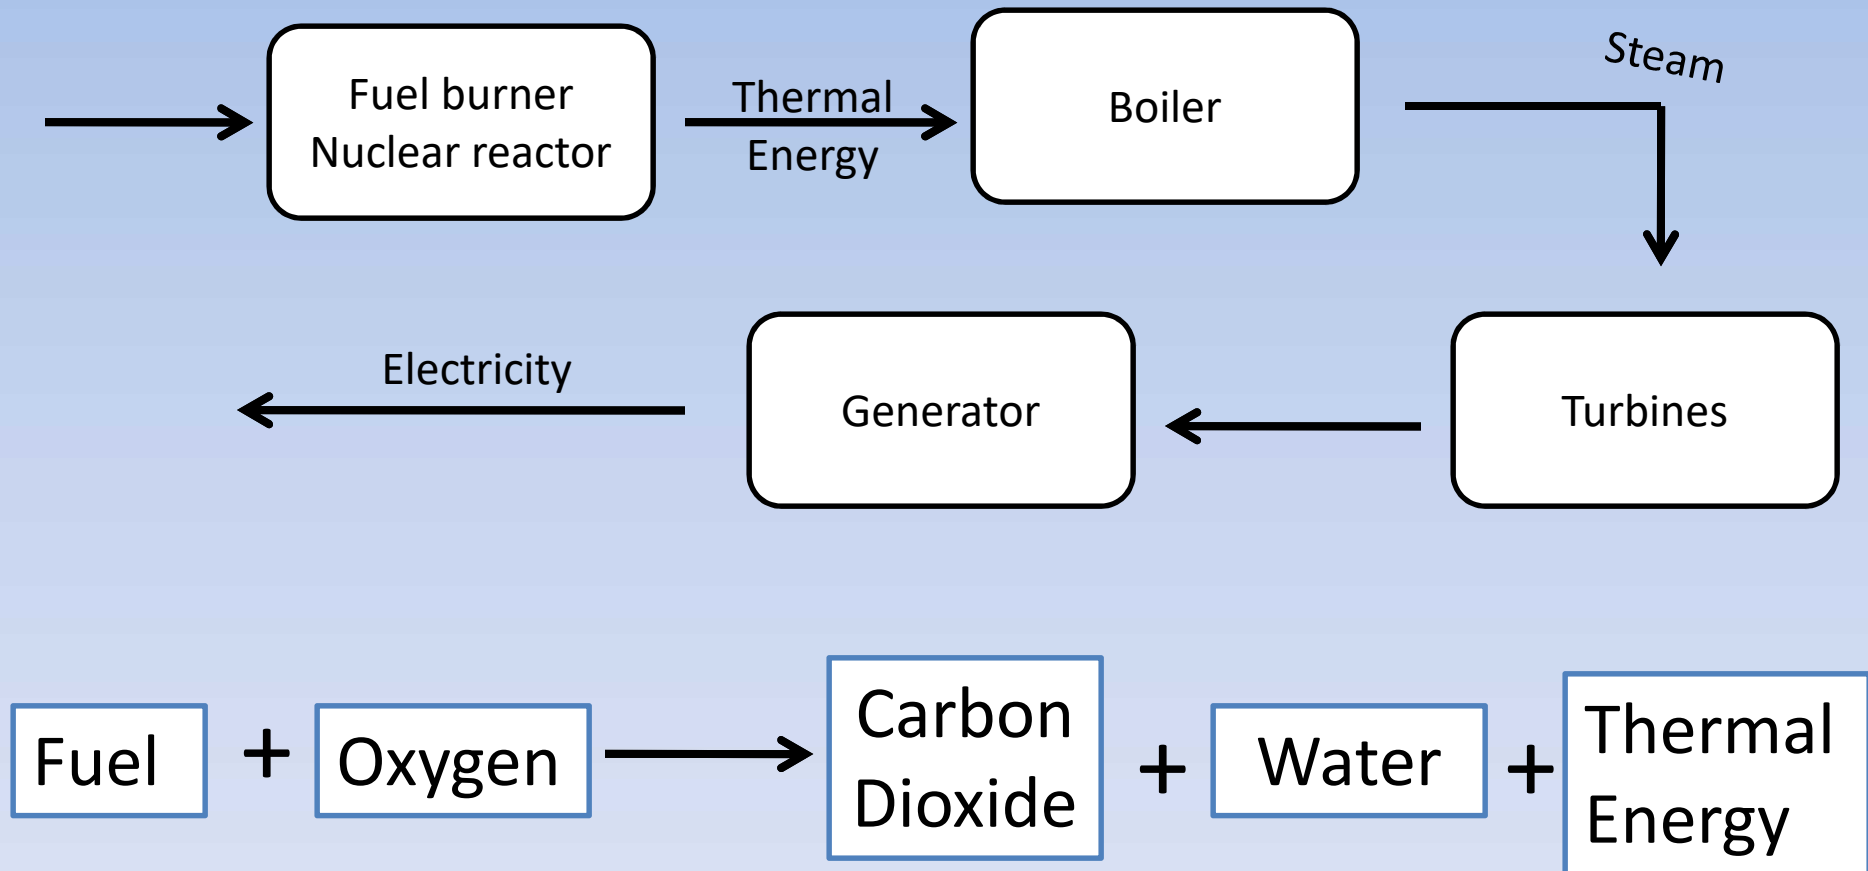 Fuel burner
Nuclear reactor
Thermal
Energy
Boiler
Steam
Electricity
Generator
Turbines
Fuel + Oxygen Carbon Dioxide + Water + Thermal Energy